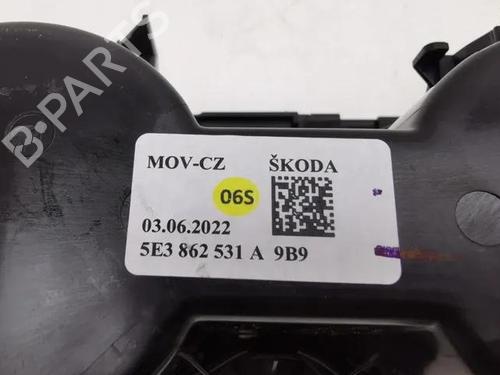 MOV-CZ ŠKODA
06S
03.06.2022
5E3 862 531 A 9B9
B-PARTS